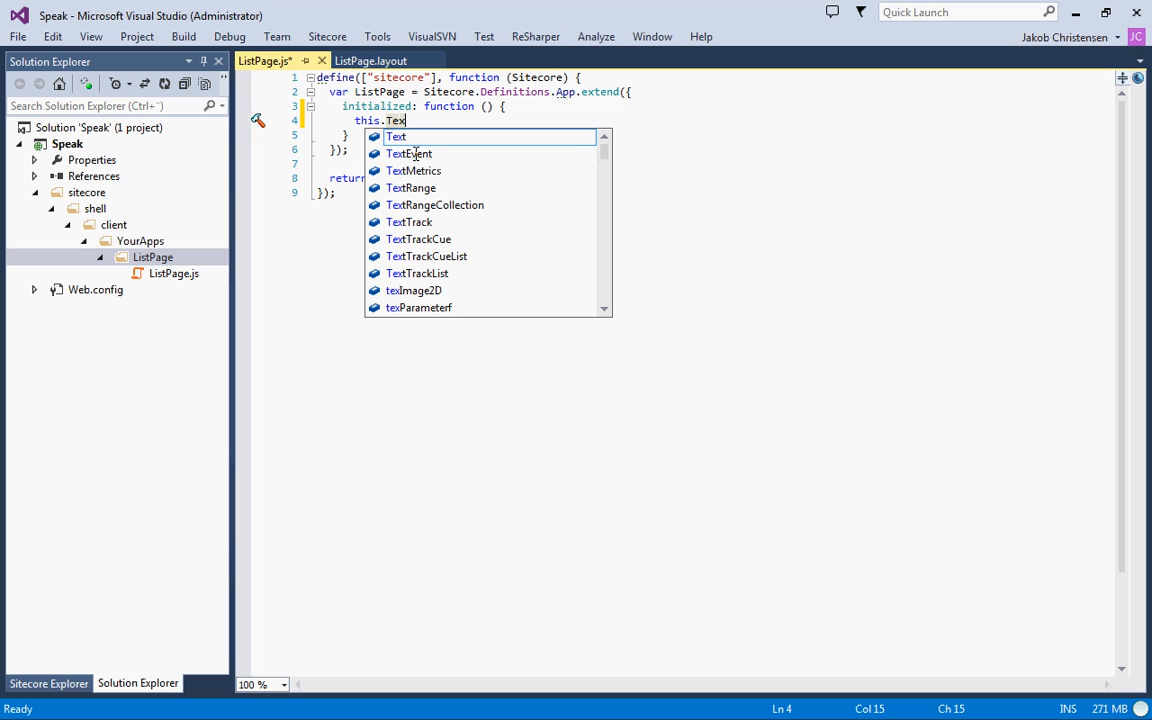 Speak - Microsoft Visual Studio (Administrator)
Quick Launch
File Edit View Project Build Debug Team Sitecore Tools VisualSVN Test ReSharper Analyze Window Help
Jakob Christensen JC
Solution Explorer
ListPage.js*
ListPage.layout
Search Solution Explorer (Ctrl+¨)
Solution 'Speak' (1 project)
Speak
Properties
References
sitecore
shell
client
YourApps
ListPage
ListPage.js
Web.config
1 define(["sitecore"], function (Sitecore) {
2 var ListPage = Sitecore.Definitions.App.extend({
3 initialized: function () {
4 this.Tex
5 }
6 });
7
8 return
9 });
Text
TextEvent
TextMetrics
TextRange
TextRangeCollection
TextTrack
TextTrackCue
TextTrackCueList
TextTrackList
texImage2D
texParameterf
Sitecore Explorer
Solution Explorer
100 %
Ready
Ln 4
Col 15
Ch 15
INS
271 MB